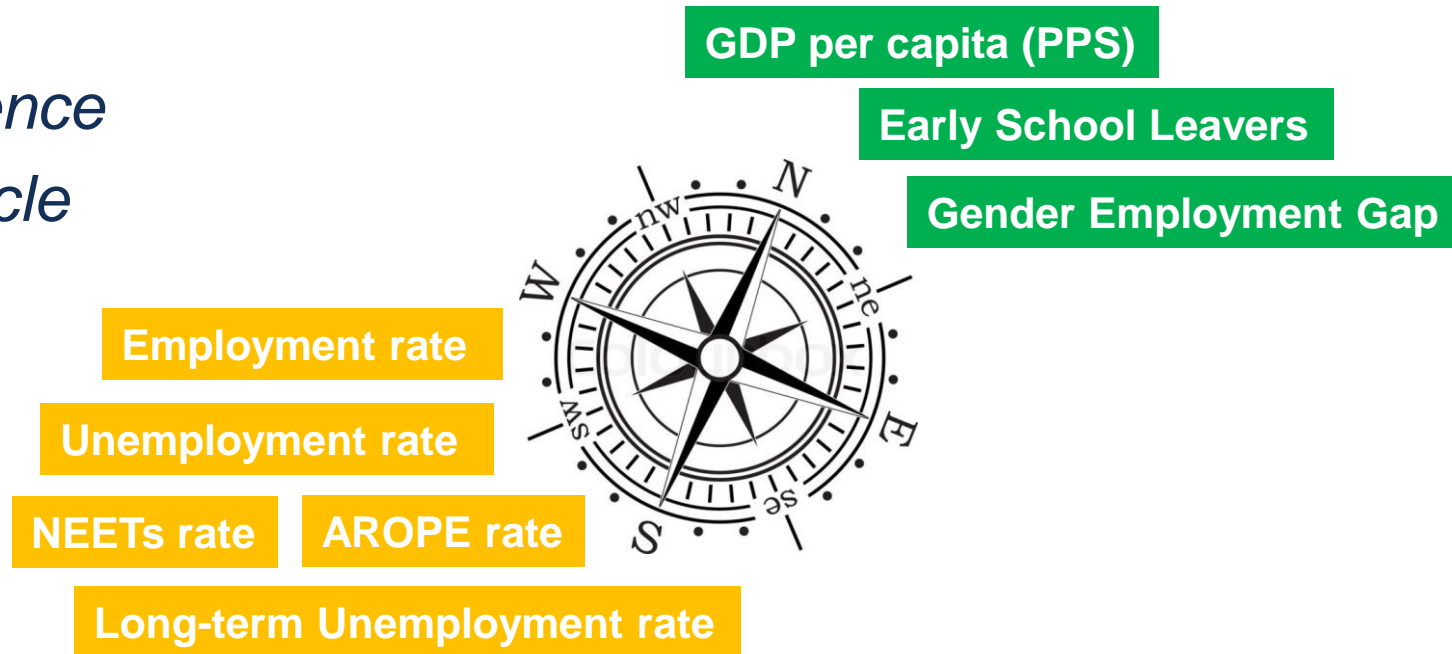 GDP per capita (PPS)
ence
Early School Leavers
cle
Gender Employment Gap
N
nw
ne
W
Employment rate
E
sw
Unemployment rate
se
S
NEETs rate
AROPE rate
Long-term Unemployment rate